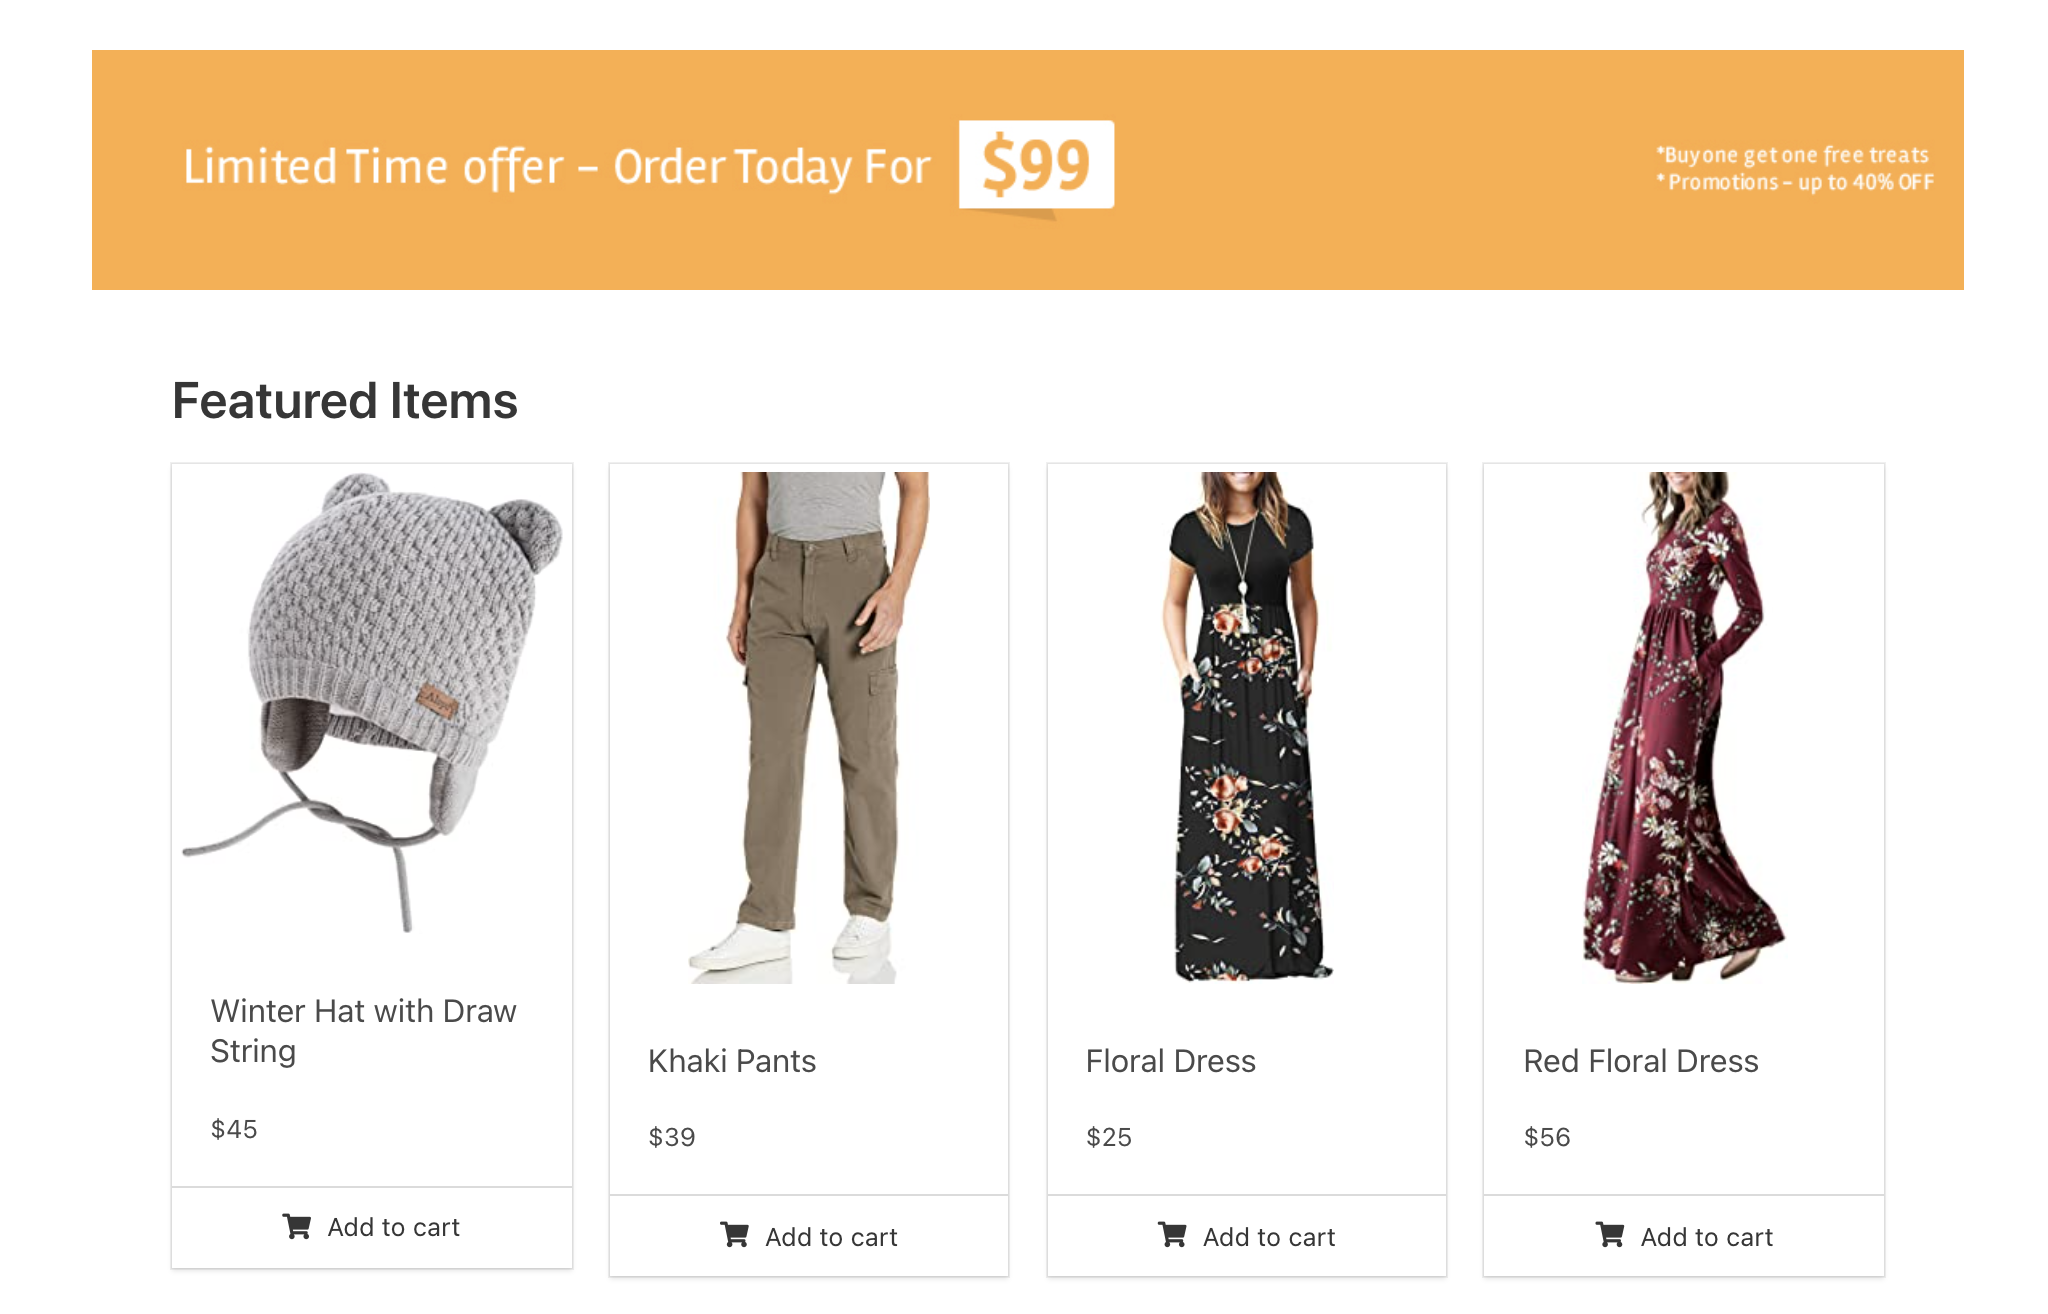 Limited Time offer – Order Today For $99
*Buy one get one free treats
* Promotions – up to 40% OFF
Featured Items
Winter Hat with Draw
String
$45
Add to cart
Khaki Pants
$39
Add to cart
Floral Dress
$25
Add to cart
Red Floral Dress
$56
Add to cart